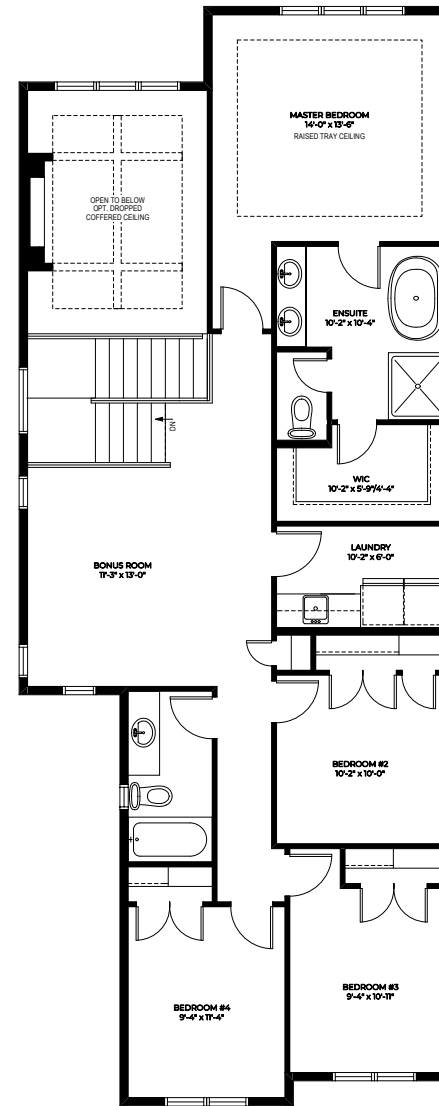 MASTER BEDROOM
14'-0" x 13'-6"
RAISED TRAY CEILING
OPEN TO BELOW
OPT. DROPPED
COFFERED CEILING
ENSUITE
10'-2" x 10'-4"
DN
WIC
10'-2" x 5'-9"/4'-4"
LAUNDRY
10'-2" x 6'-0"
BONUS ROOM
11'-3" x 13'-0"
BEDROOM #2
10'-2" x 10'-0"
BEDROOM #3
9'-4" x 10'-11"
BEDROOM #4
9'-4" x 11'-4"